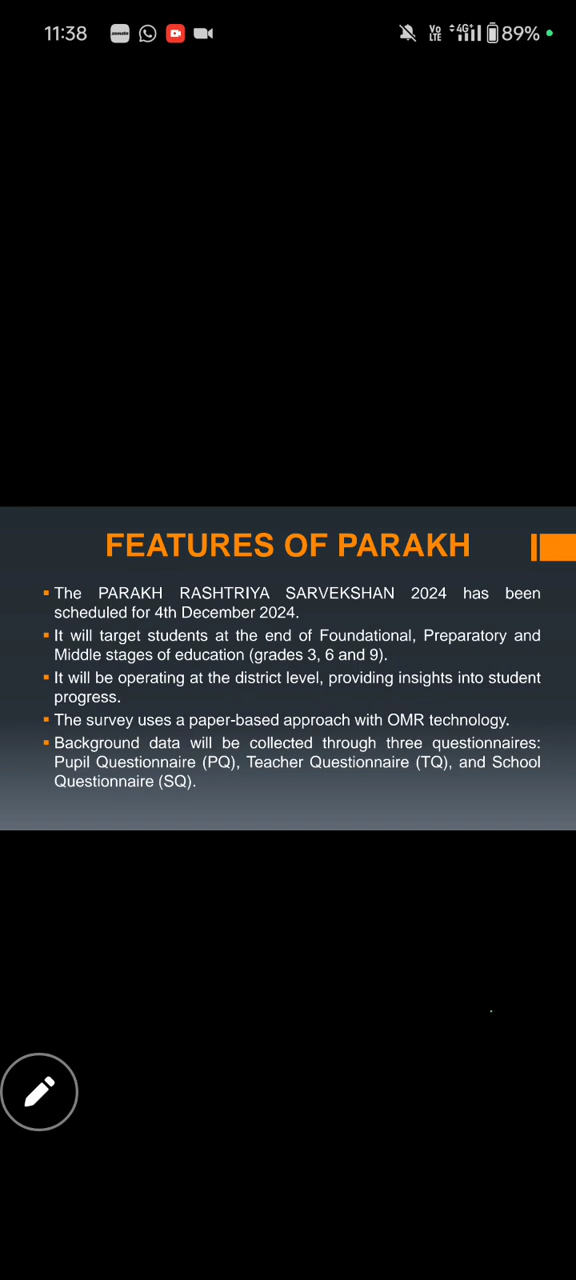 11:38
Vo LTE 4G+ 89%
FEATURES OF PARAKH
▪ The PARAKH RASHTRIYA SARVEKSHAN 2024 has been
scheduled for 4th December 2024.
▪ It will target students at the end of Foundational, Preparatory and
Middle stages of education (grades 3, 6 and 9).
▪ It will be operating at the district level, providing insights into student
progress.
▪ The survey uses a paper-based approach with OMR technology.
▪ Background data will be collected through three questionnaires:
Pupil Questionnaire (PQ), Teacher Questionnaire (TQ), and School
Questionnaire (SQ).